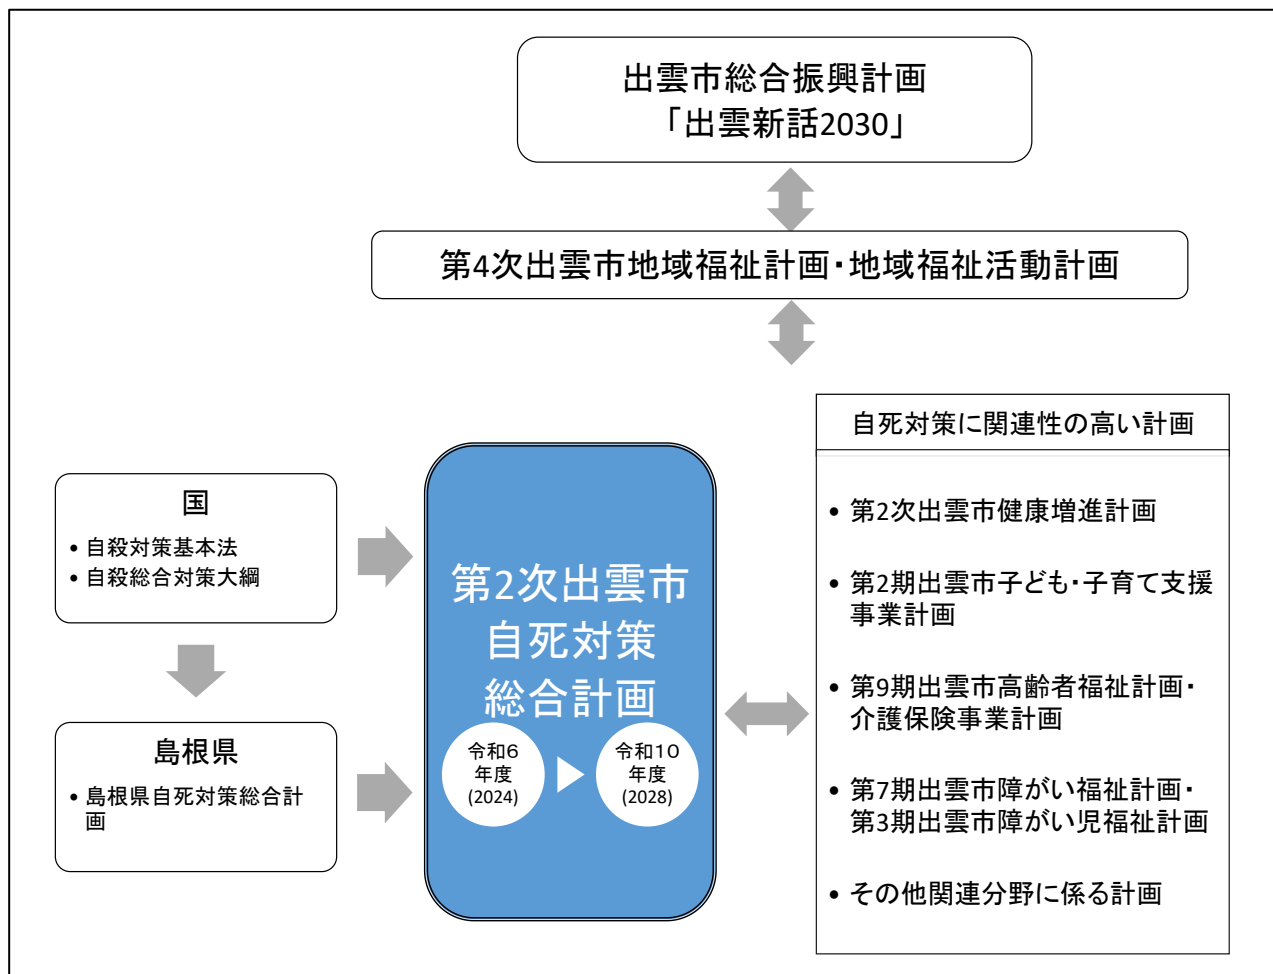 出雲市総合振興計画
「出雲新話2030」
第4次出雲市地域福祉計画・地域福祉活動計画
国
• 自殺対策基本法
• 自殺総合対策大綱
島根県
• 島根県自死対策総合計
画
第2次出雲市
自死対策
総合計画
令和6
年度
(2024)
令和10
年度
(2028)
自死対策に関連性の高い計画
• 第2次出雲市健康増進計画
• 第2期出雲市子ども・子育て支援
事業計画
• 第9期出雲市高齢者福祉計画・
介護保険事業計画
• 第7期出雲市障がい福祉計画・
第3期出雲市障がい児福祉計画
• その他関連分野に係る計画